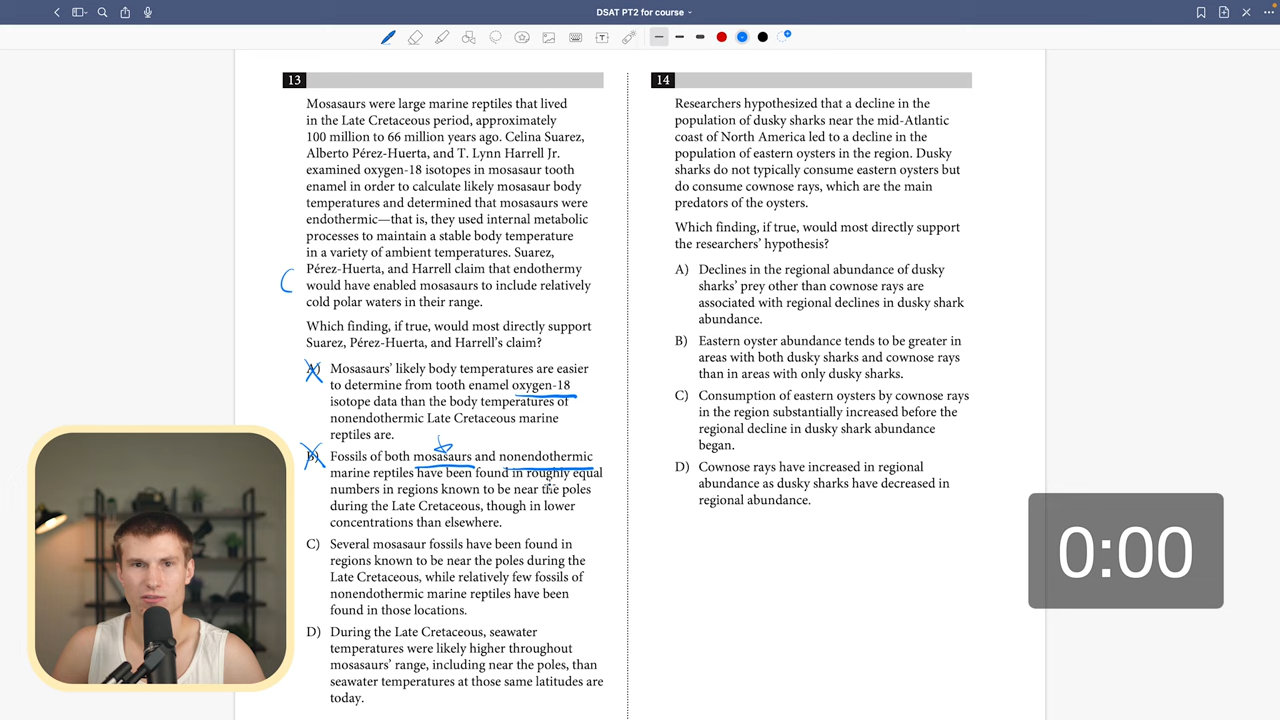 DSAT PT2 for course
13
Mosasaurs were large marine reptiles that lived
in the Late Cretaceous period, approximately
100 million to 66 million years ago. Celina Suarez,
Alberto Pérez-Huerta, and T. Lynn Harrell Jr.
examined oxygen-18 isotopes in mosasaur tooth
enamel in order to calculate likely mosasaur body
temperatures and determined that mosasaurs were
endothermic—that is, they used internal metabolic
processes to maintain a stable body temperature
in a variety of ambient temperatures. Suarez,
Pérez-Huerta, and Harrell claim that endothermy
would have enabled mosasaurs to include relatively
cold polar waters in their range.
Which finding, if true, would most directly support
Suarez, Pérez-Huerta, and Harrell's claim?
A) Mosasaurs' likely body temperatures are easier
to determine from tooth enamel oxygen-18
isotope data than the body temperatures of
nonendothermic Late Cretaceous marine
reptiles are.
B) Fossils of both mosasaurs and nonendothermic
marine reptiles have been found in roughly equal
numbers in regions known to be near the poles
during the Late Cretaceous, though in lower
concentrations than elsewhere.
C) Several mosasaur fossils have been found in
regions known to be near the poles during the
Late Cretaceous, while relatively few fossils of
nonendothermic marine reptiles have been
found in those locations.
D) During the Late Cretaceous, seawater
temperatures were likely higher throughout
mosasaurs' range, including near the poles, than
seawater temperatures at those same latitudes are
today.
14
Researchers hypothesized that a decline in the
population of dusky sharks near the mid-Atlantic
coast of North America led to a decline in the
population of eastern oysters in the region. Dusky
sharks do not typically consume eastern oysters but
do consume cownose rays, which are the main
predators of the oysters.
Which finding, if true, would most directly support
the researchers' hypothesis?
A) Declines in the regional abundance of dusky
sharks' prey other than cownose rays are
associated with regional declines in dusky shark
abundance.
B) Eastern oyster abundance tends to be greater in
areas with both dusky sharks and cownose rays
than in areas with only dusky sharks.
C) Consumption of eastern oysters by cownose rays
in the region substantially increased before the
regional decline in dusky shark abundance
began.
D) Cownose rays have increased in regional
abundance as dusky sharks have decreased in
regional abundance.
0:00